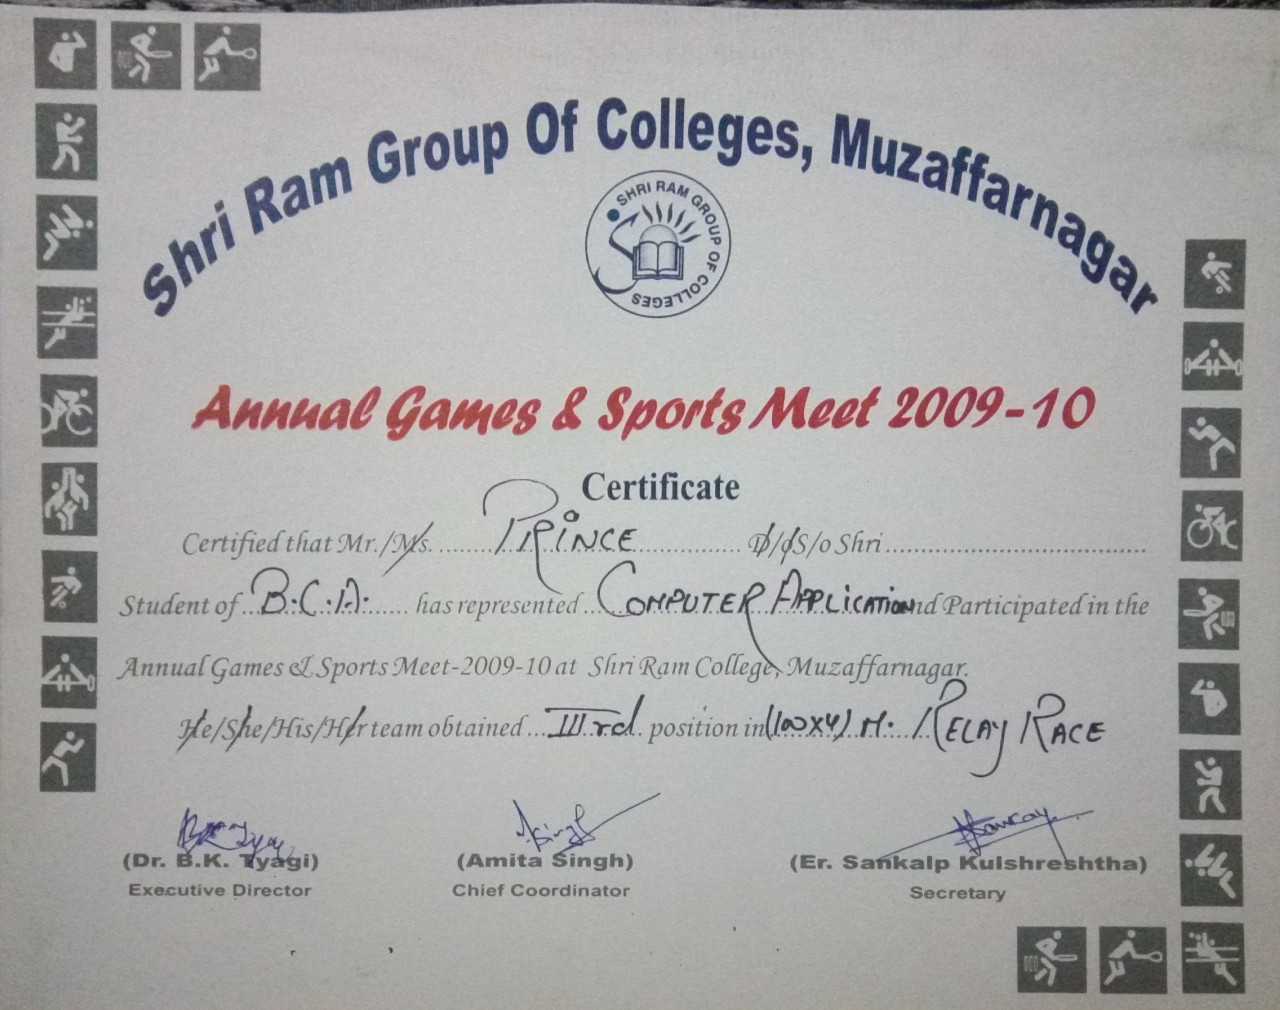 Shri Ram Group Of Colleges, Muzaffarnagar
SHRI RAM GROUP OF COLLEGES
Annual Games & Sports Meet 2009-10
Certificate
Certified that Mr./Ms. PRINCE D/oS/o Shri
Student of B.C.A. has represented COMPUTER APPLICATION nd Participated in the
Annual Games & Sports Meet-2009-10 at Shri Ram College, Muzaffarnagar.
He/She/His/Her team obtained IIIrd position in (100x4) M. RELAY RACE
(Dr. B.K. Tyagi) (Amita Singh) (Er. Sankalp Kulshreshtha)
Executive Director Chief Coordinator Secretary